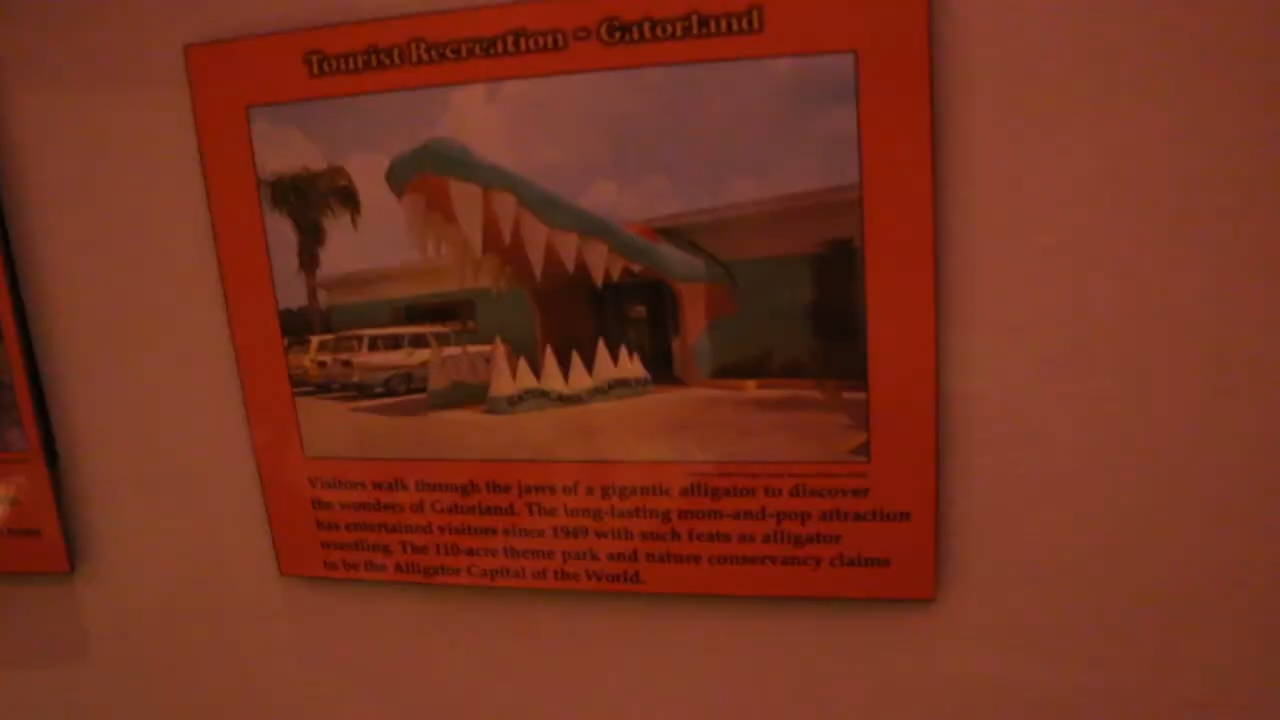 Tourist Recreation - Gatorland
Visitors walk through the jaws of a gigantic alligator to discover
the wonders of Gatorland. The long-lasting mom-and-pop attraction
has entertained visitors since 1949 with such feats as alligator
wrestling. The 110-acre theme park and nature conservancy claims
to be the Alligator Capital of the World.